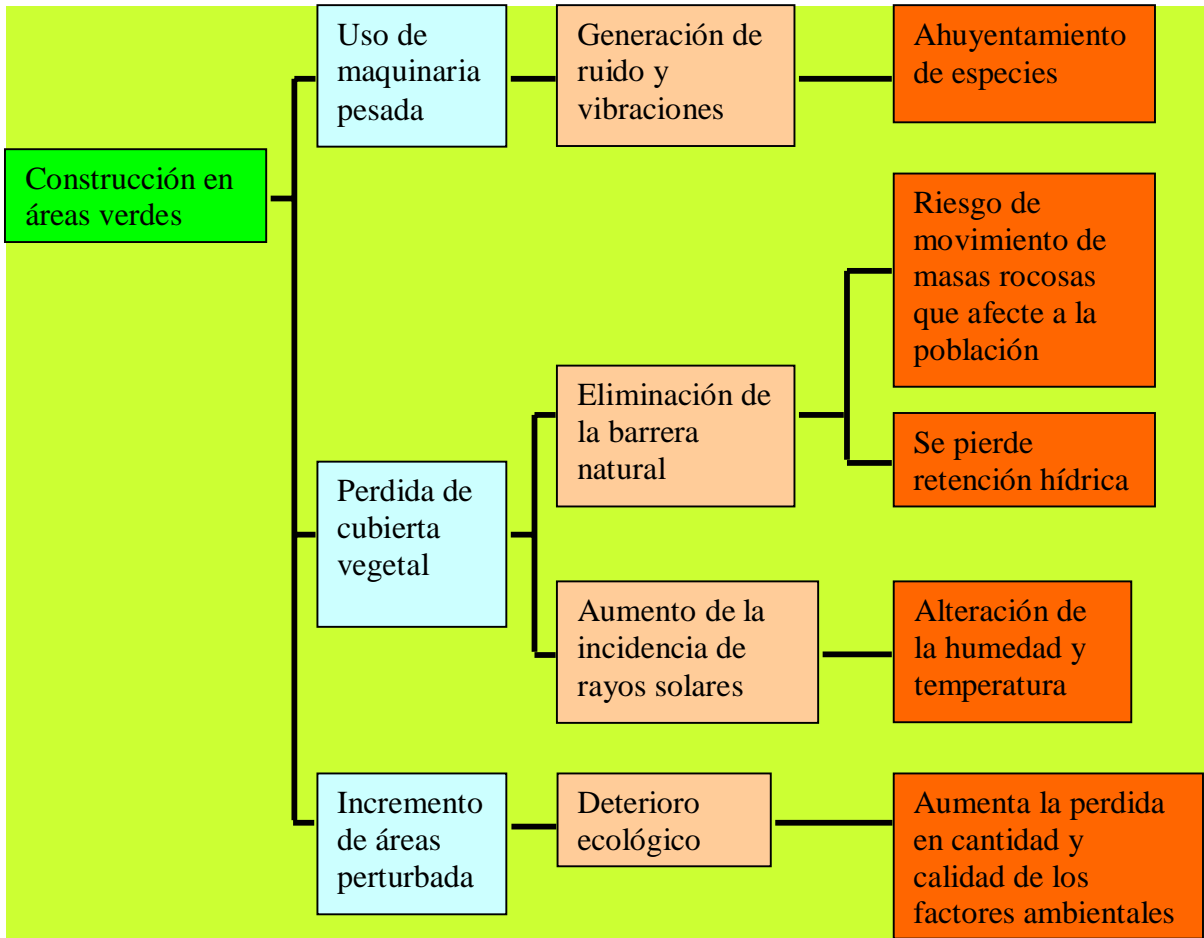 Uso de
maquinaria
pesada
Generación de
ruido y
vibraciones
Ahuyentamiento
de especies
Construcción en
áreas verdes
Riesgo de
movimiento de
masas rocosas
que afecte a la
población
Eliminación de
la barrera
natural
Se pierde
retención hídrica
Perdida de
cubierta
vegetal
Aumento de la
incidencia de
rayos solares
Alteración de
la humedad y
temperatura
Incremento
de áreas
perturbada
Deterioro
ecológico
Aumenta la perdida
en cantidad y
calidad de los
factores ambientales